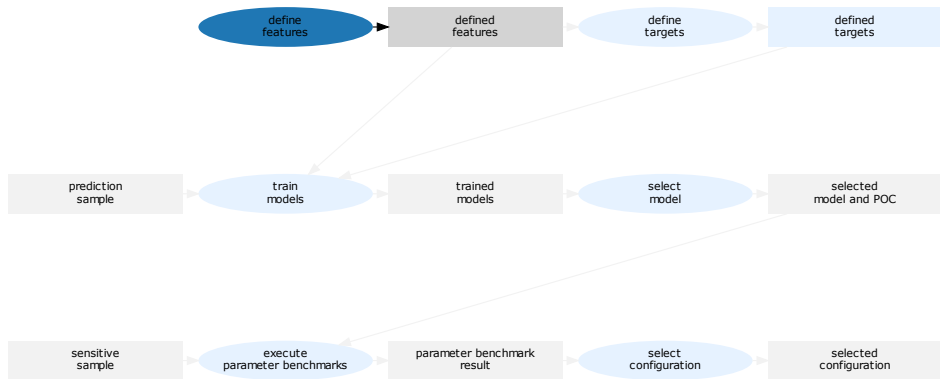 define
features
defined
features
define
targets
defined
targets
prediction
sample
train
models
trained
models
select
model
selected
model and POC
sensitive
sample
execute
parameter benchmarks
parameter benchmark
result
select
configuration
selected
configuration